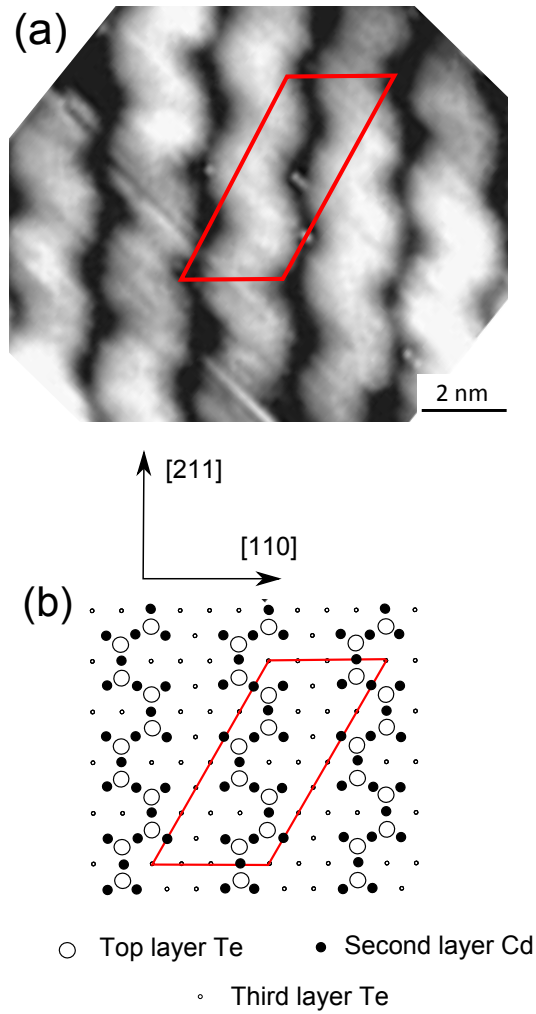 (a)
2 nm
[211]
[110]
(b)
Top layer Te
Second layer Cd
Third layer Te